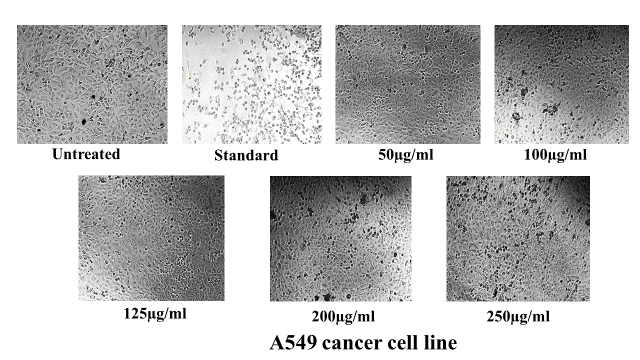 Untreated
Standard
50µg/ml
100µg/ml
125µg/ml
200µg/ml
250µg/ml
A549 cancer cell line